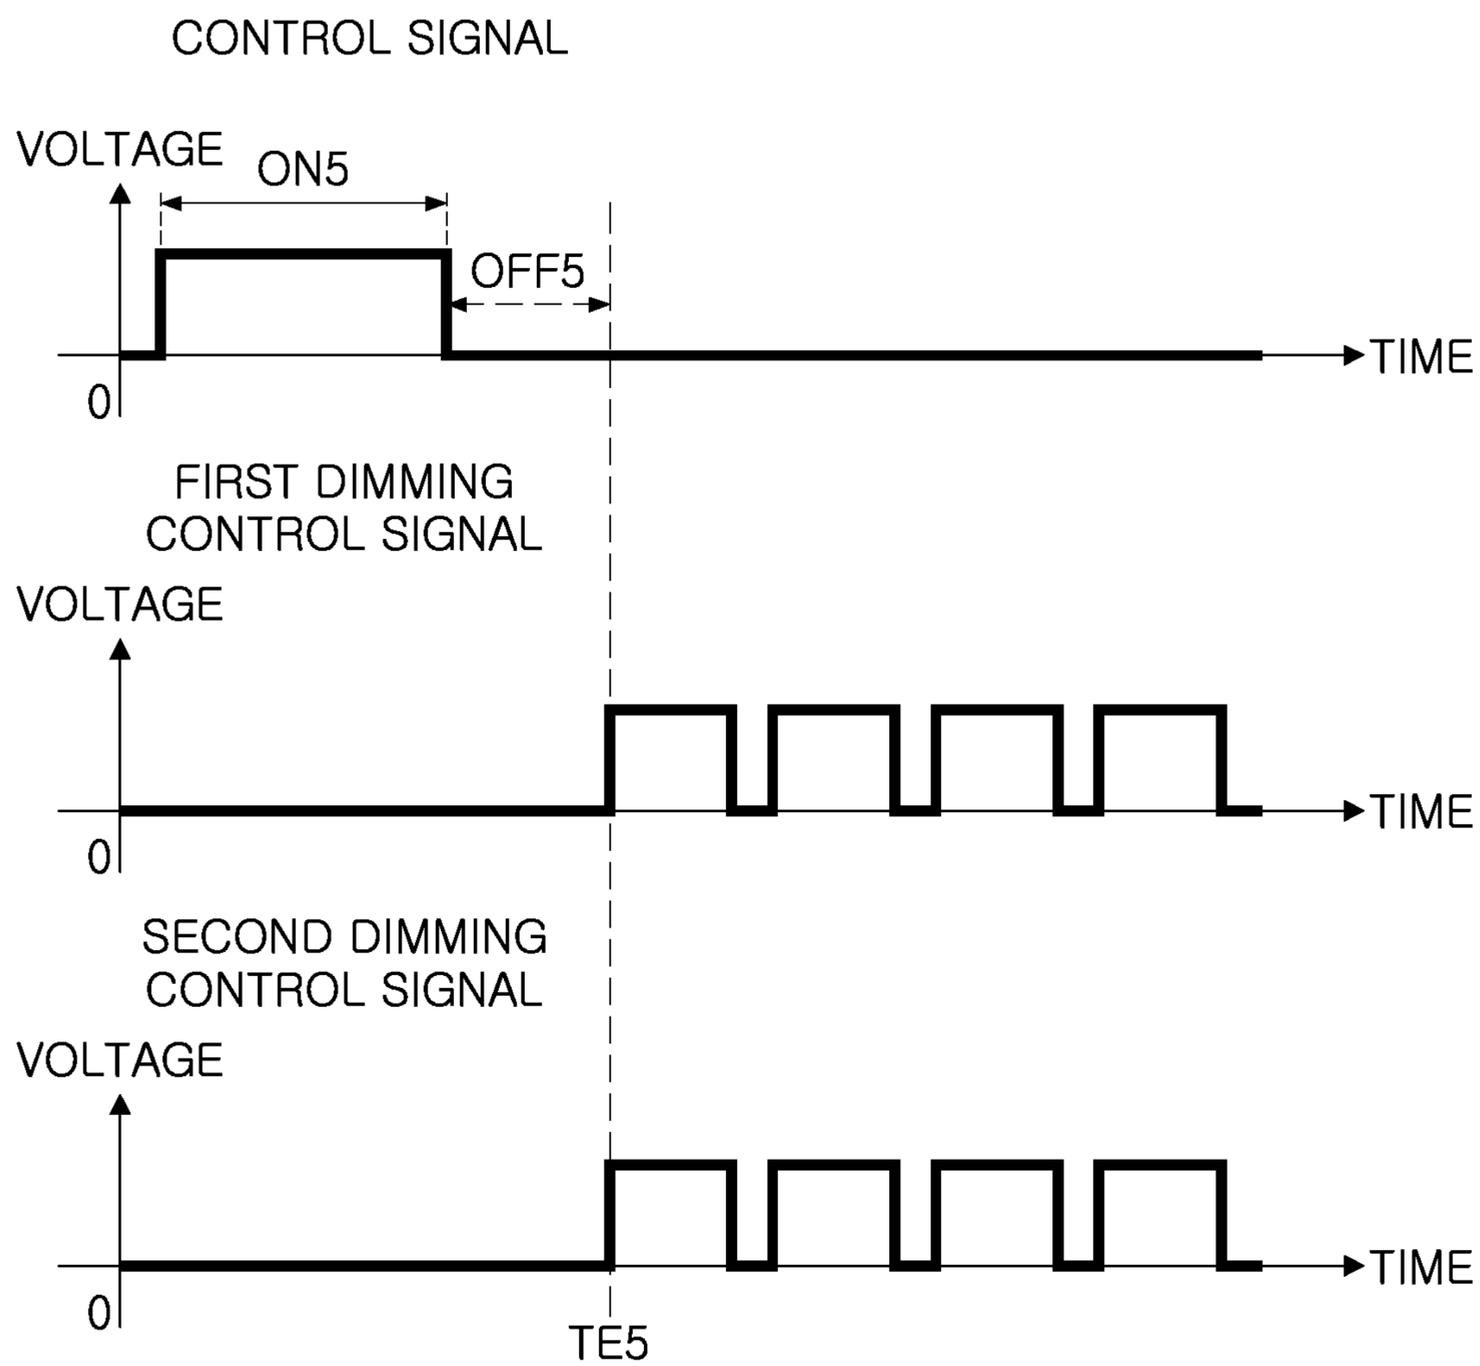 CONTROL SIGNAL
VOLTAGE
ON5
OFF5
TIME
0
FIRST DIMMING
CONTROL SIGNAL
VOLTAGE
TIME
0
SECOND DIMMING
CONTROL SIGNAL
VOLTAGE
TIME
0
TE5